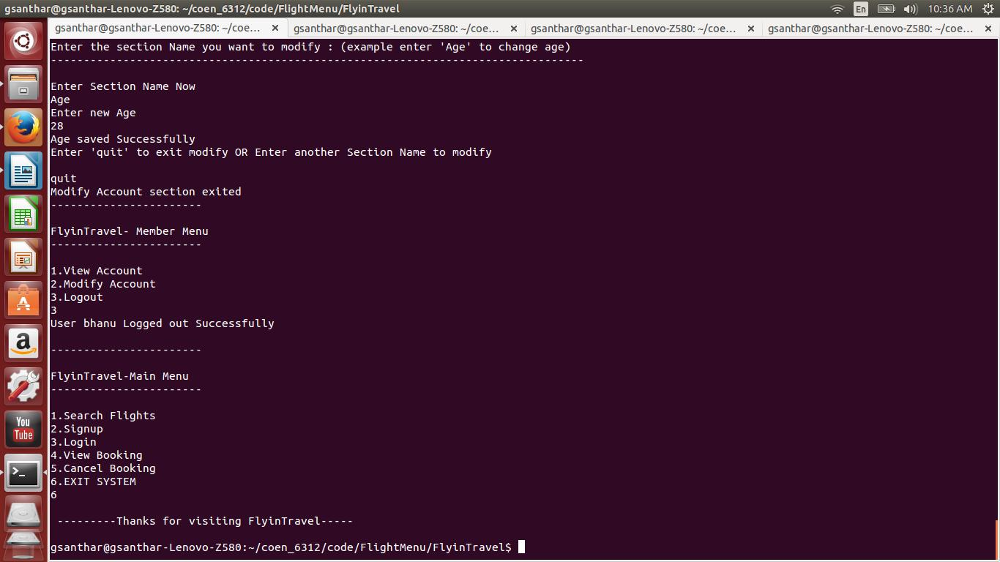 gsanthar@gsanthar-Lenovo-Z580: ~/coen_6312/code/FlightMenu/FlyinTravel
En
10:36 AM
gsanthar@gsanthar-Lenovo-Z580: ~/coe... × gsanthar@gsanthar-Lenovo-Z580: ~/coe... × gsanthar@gsanthar-Lenovo-Z580: ~/coe... × gsanthar@gsanthar-Lenovo-Z580: ~/coe... ×
Enter the section Name you want to modify : (example enter 'Age' to change age)
---------------------------------------------------------------------------------
Enter Section Name Now
Age
Enter new Age
28
Age saved Successfully
Enter 'quit' to exit modify OR Enter another Section Name to modify
quit
Modify Account section exited
-----------------------
FlyinTravel- Member Menu
-----------------------
1.View Account
2.Modify Account
3.Logout
3
User bhanu Logged out Successfully
-----------------------
FlyinTravel-Main Menu
-----------------------
1.Search Flights
2.Signup
3.Login
4.View Booking
5.Cancel Booking
6.EXIT SYSTEM
6
---------Thanks for visiting FlyinTravel-----
gsanthar@gsanthar-Lenovo-Z580:~/coen_6312/code/FlightMenu/FlyinTravel$
A
a
You
Tube
>_